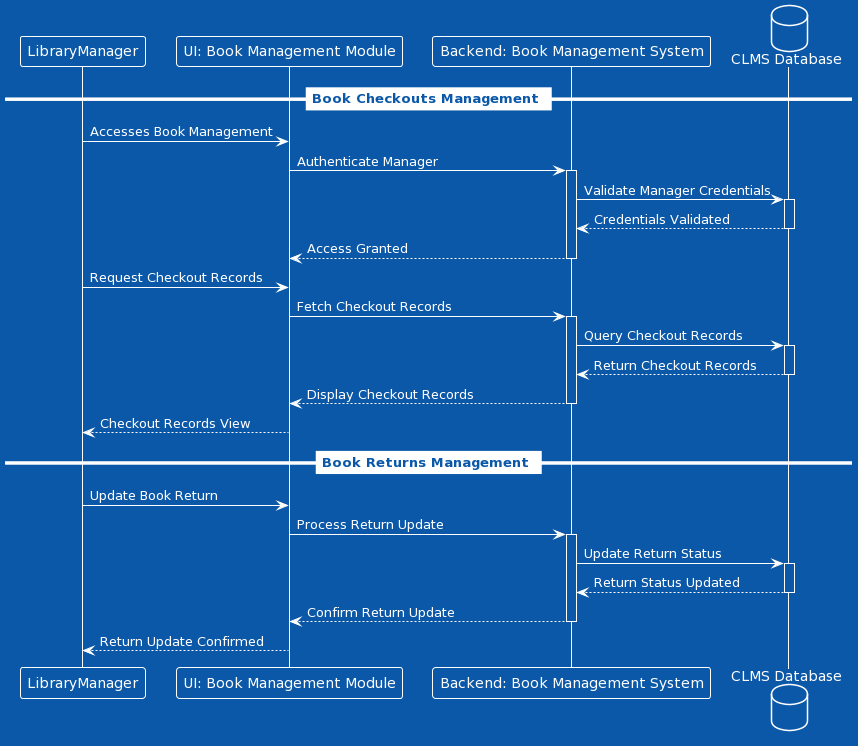 LibraryManager
UI: Book Management Module
Backend: Book Management System
CLMS Database
Book Checkouts Management
Accesses Book Management
Authenticate Manager
Validate Manager Credentials
Credentials Validated
Access Granted
Request Checkout Records
Fetch Checkout Records
Query Checkout Records
Return Checkout Records
Display Checkout Records
Checkout Records View
Book Returns Management
Update Book Return
Process Return Update
Update Return Status
Return Status Updated
Confirm Return Update
Return Update Confirmed
LibraryManager
UI: Book Management Module
Backend: Book Management System
CLMS Database